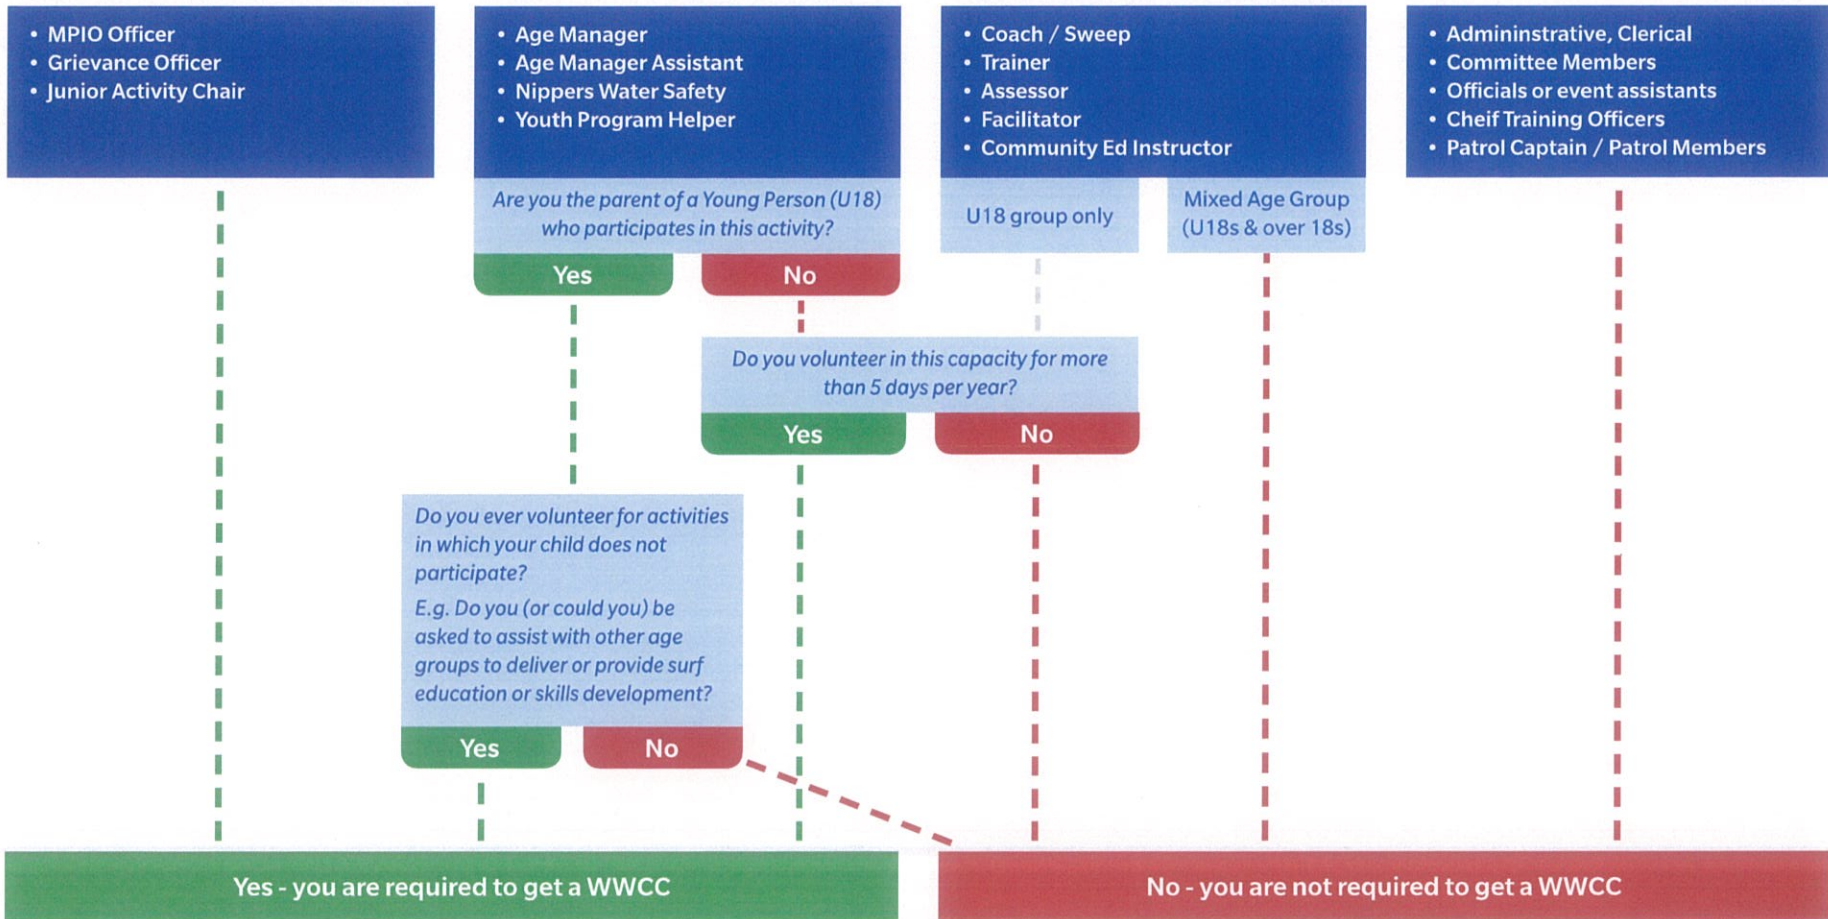 • MPIO Officer
• Grievance Officer
• Junior Activity Chair
• Age Manager
• Age Manager Assistant
• Nippers Water Safety
• Youth Program Helper
• Coach / Sweep
• Trainer
• Assessor
• Facilitator
• Community Ed Instructor
• Admininstrative, Clerical
• Committee Members
• Officials or event assistants
• Cheif Training Officers
• Patrol Captain / Patrol Members
Are you the parent of a Young Person (U18)
who participates in this activity?
Yes
No
U18 group only
Mixed Age Group
(U18s & over 18s)
Do you volunteer in this capacity for more
than 5 days per year?
Yes
No
Do you ever volunteer for activities
in which your child does not
participate?
E.g. Do you (or could you) be
asked to assist with other age
groups to deliver or provide surf
education or skills development?
Yes
No
Yes - you are required to get a WWCC
No - you are not required to get a WWCC